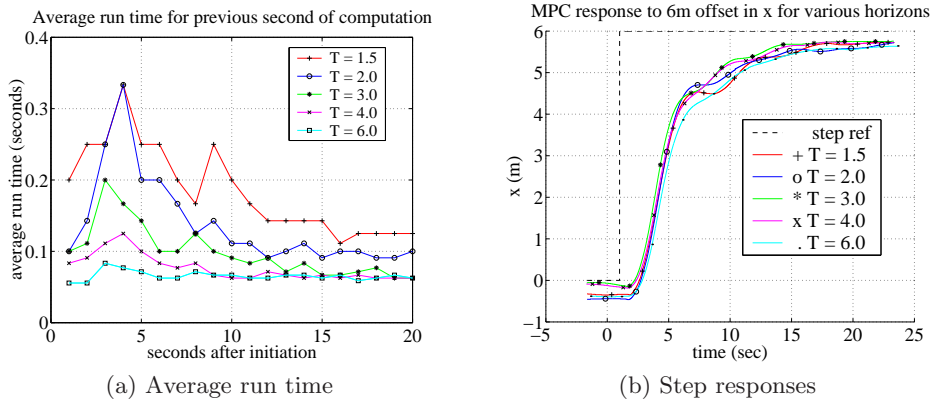 Average run time for previous second of computation
0.4
0.3
0.2
0.1
0
average run time (seconds)
T = 1.5
T = 2.0
T = 3.0
T = 4.0
T = 6.0
0 5 10 15 20
seconds after initiation
(a) Average run time
MPC response to 6m offset in x for various horizons
6
5
4
3
2
1
0
−1
x (m)
step ref
+ T = 1.5
o T = 2.0
* T = 3.0
x T = 4.0
. T = 6.0
−5 0 5 10 15 20 25
time (sec)
(b) Step responses